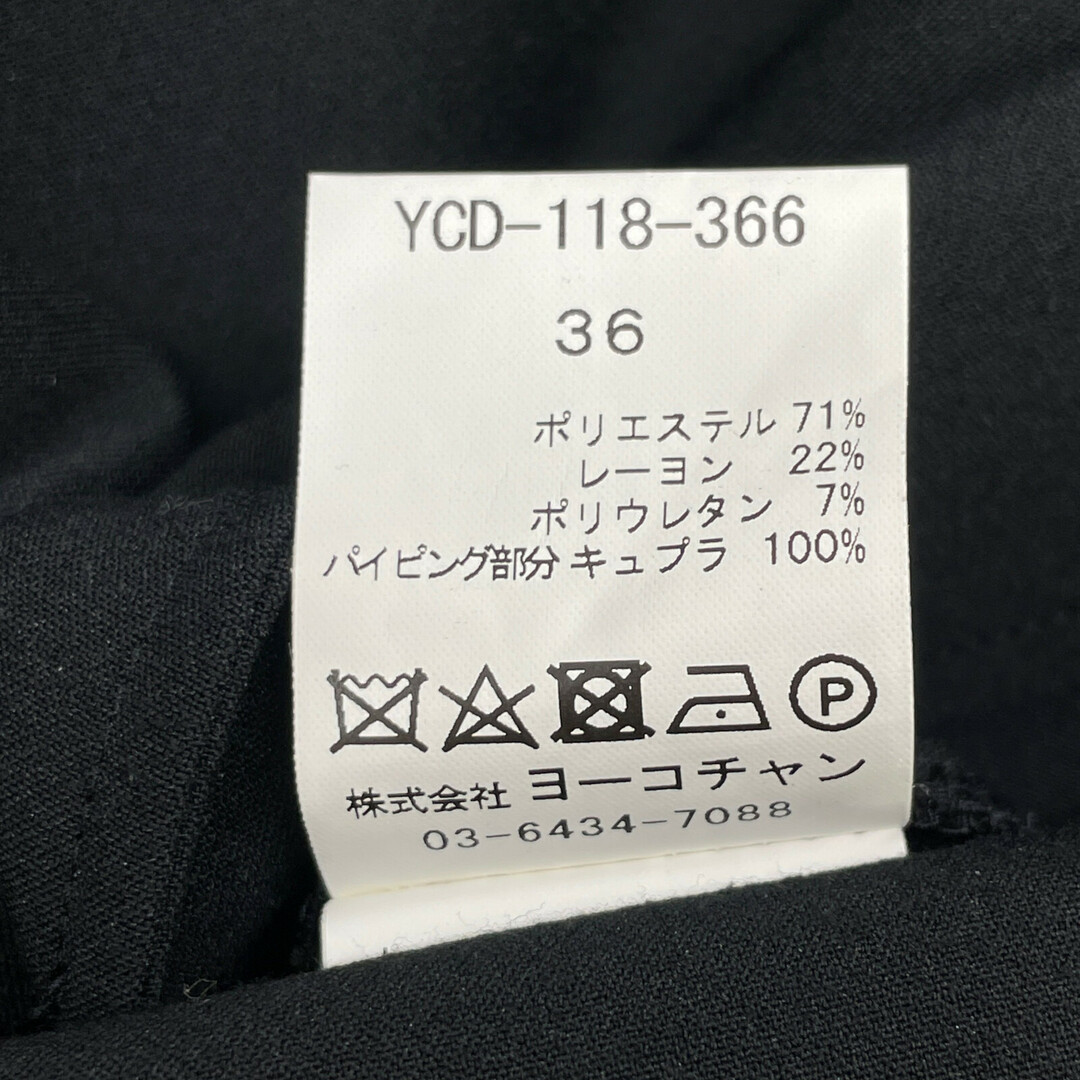 YCD-118-366
36
ポリエステル 71%
レーヨン 22%
ポリウレタン 7%
パイピング部分 キュプラ 100%
P
株式会社 ヨーコチャン
03-6434-7088